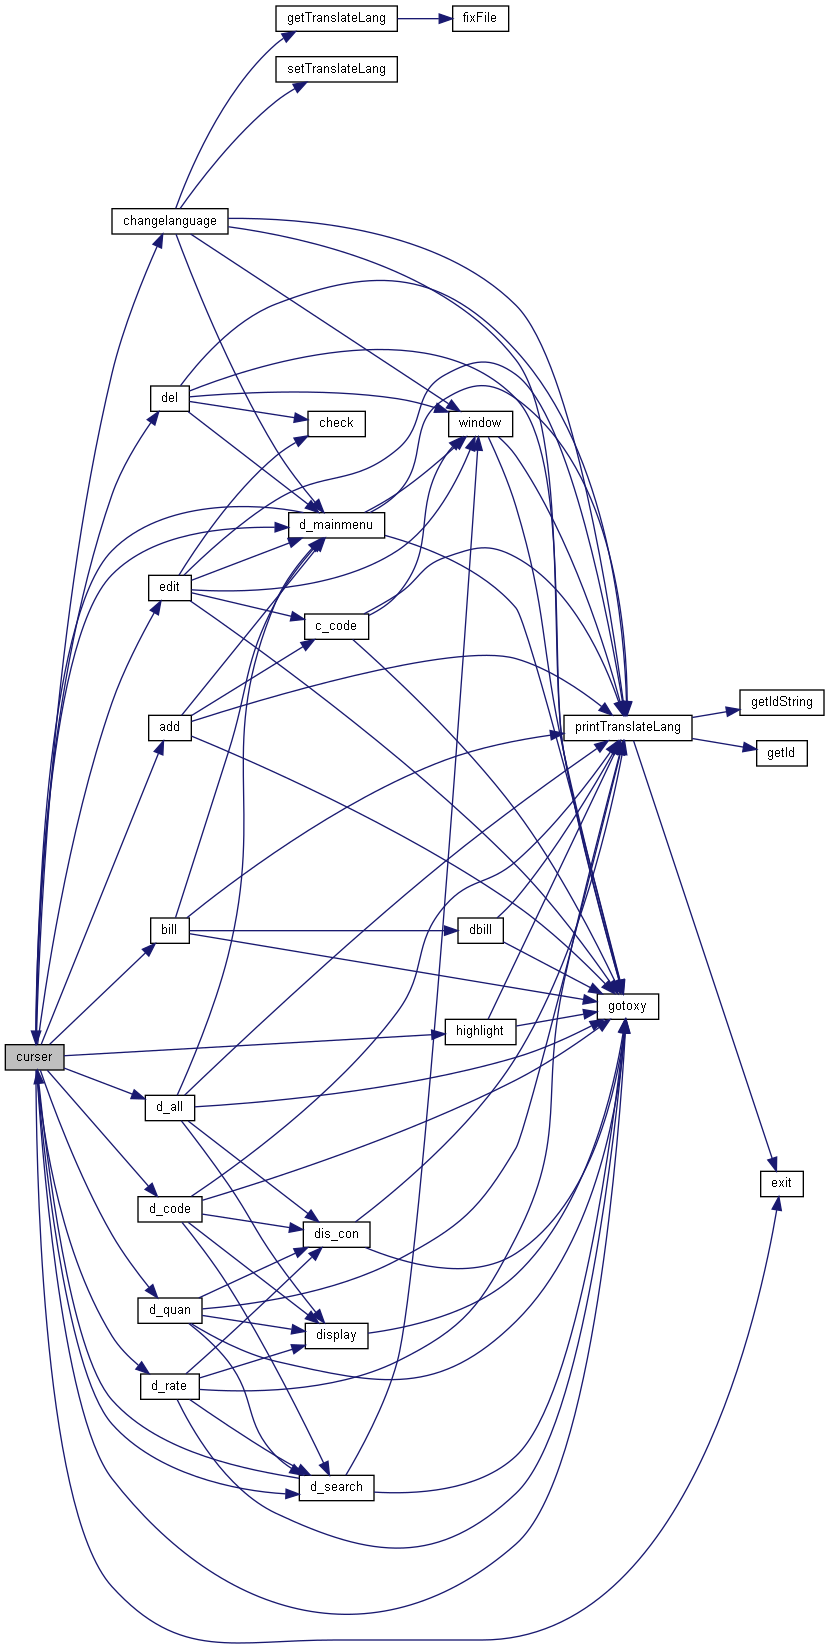 getTranslateLang
fixFile
setTranslateLang
changelanguage
del
check
window
d_mainmenu
edit
c_code
getIdString
add
printTranslateLang
getId
bill
dbill
gotoxy
highlight
curser
d_all
exit
d_code
dis_con
d_quan
display
d_rate
d_search